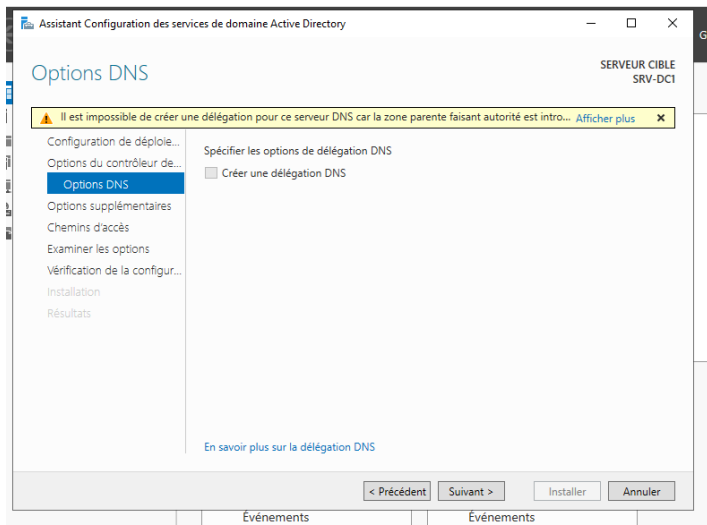 Assistant Configuration des services de domaine Active Directory
Options DNS
SERVEUR CIBLE
SRV-DC1
Il est impossible de créer une délégation pour ce serveur DNS car la zone parente faisant autorité est intro... Afficher plus
Configuration de déploie...
Options du contrôleur de...
Options DNS
Options supplémentaires
Chemins d'accès
Examiner les options
Vérification de la configur...
Installation
Résultats
Spécifier les options de délégation DNS
Créer une délégation DNS
En savoir plus sur la délégation DNS
< Précédent Suivant > Installer Annuler
Événements Événements